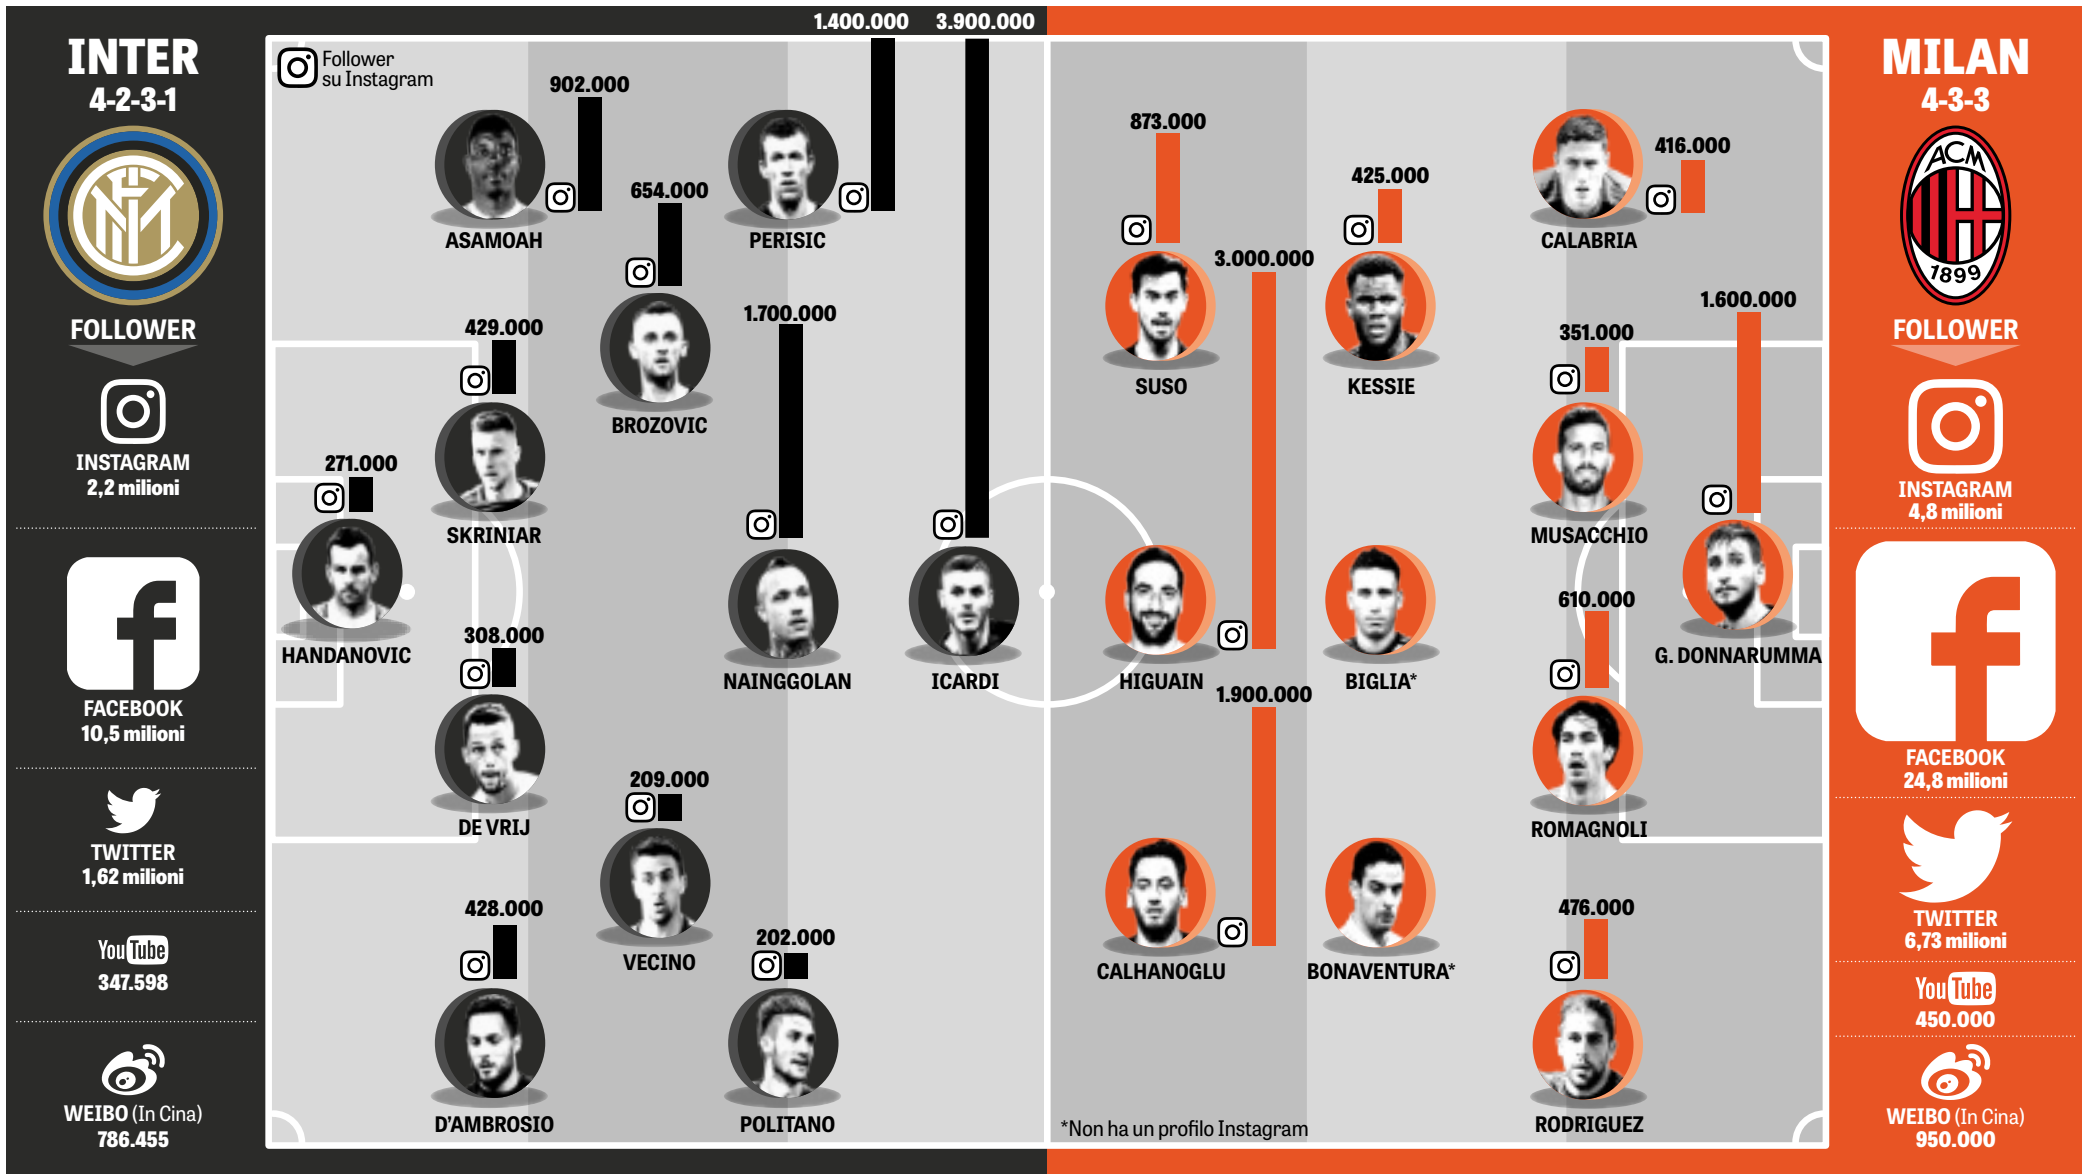 INTER
4-2-3-1
FOLLOWER
INSTAGRAM
2,2 milioni
FACEBOOK
10,5 milioni
TWITTER
1,62 milioni
YouTube
347.598
WEIBO (In Cina)
786.455
Follower
su Instagram
1.400.000
3.900.000
902.000
ASAMOAH
654.000
BROZOVIC
PERISIC
429.000
SKRINIAR
1.700.000
NAINGGOLAN
ICARDI
271.000
HANDANOVIC
308.000
DE VRIJ
209.000
VECINO
428.000
D'AMBROSIO
202.000
POLITANO
873.000
SUSO
425.000
KESSIE
416.000
CALABRIA
3.000.000
HIGUAIN
BIGLIA*
351.000
MUSACCHIO
1.600.000
G. DONNARUMMA
610.000
ROMAGNOLI
1.900.000
CALHANOGLU
BONAVENTURA*
476.000
RODRIGUEZ
*Non ha un profilo Instagram
MILAN
4-3-3
ACM
1899
FOLLOWER
INSTAGRAM
4,8 milioni
FACEBOOK
24,8 milioni
TWITTER
6,73 milioni
YouTube
450.000
WEIBO (In Cina)
950.000